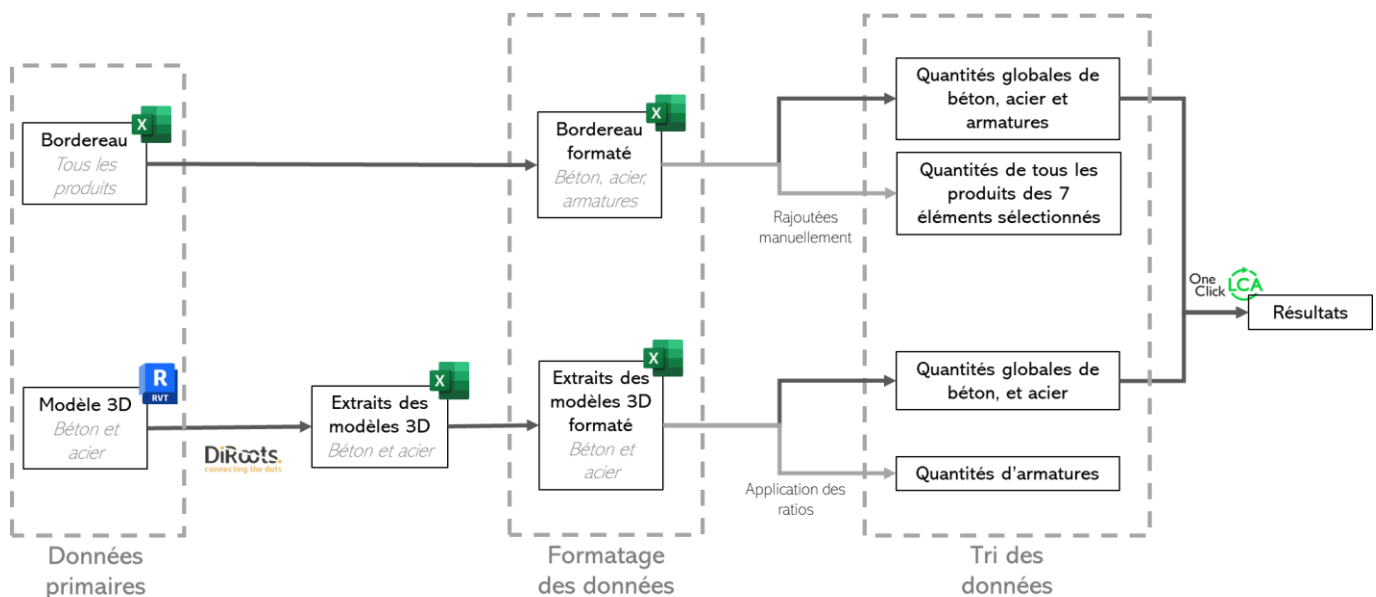 Bordereau
Tous les
produits
X
Bordereau
formaté
Béton, acier,
armatures
X
Quantités globales de
béton, acier et
armatures
Quantités de tous les
produits des 7
éléments sélectionnés
Rajoutées
manuellement
One
Click
LCA
Résultats
Modèle 3D
Béton et
acier
R
RVT
DiRoots.
connecting the dots
Extraits des
modèles 3D
Béton et acier
X
Extraits des
modèles 3D
formaté
Béton et
acier
X
Quantités globales de
béton, et acier
Quantités d'armatures
Application des
ratios
Données
primaires
Formatage
des données
Tri des
données